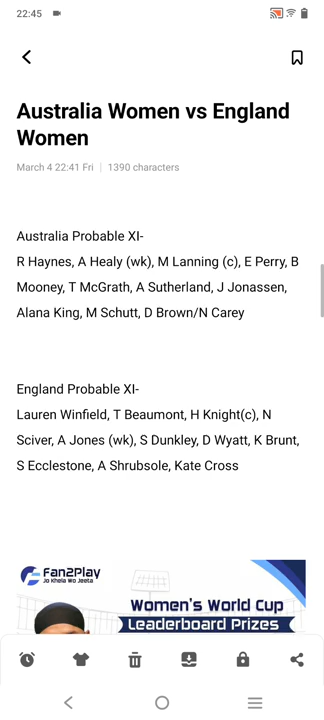 22:45
Australia Women vs England
Women
March 4 22:41 Fri | 1390 characters
Australia Probable XI-
R Haynes, A Healy (wk), M Lanning (c), E Perry, B
Mooney, T McGrath, A Sutherland, J Jonassen,
Alana King, M Schutt, D Brown/N Carey
England Probable XI-
Lauren Winfield, T Beaumont, H Knight(c), N
Sciver, A Jones (wk), S Dunkley, D Wyatt, K Brunt,
S Ecclestone, A Shrubsole, Kate Cross
Fan2Play
Jo Khela Wo Jeeta
Women's World Cup
Leaderboard Prizes